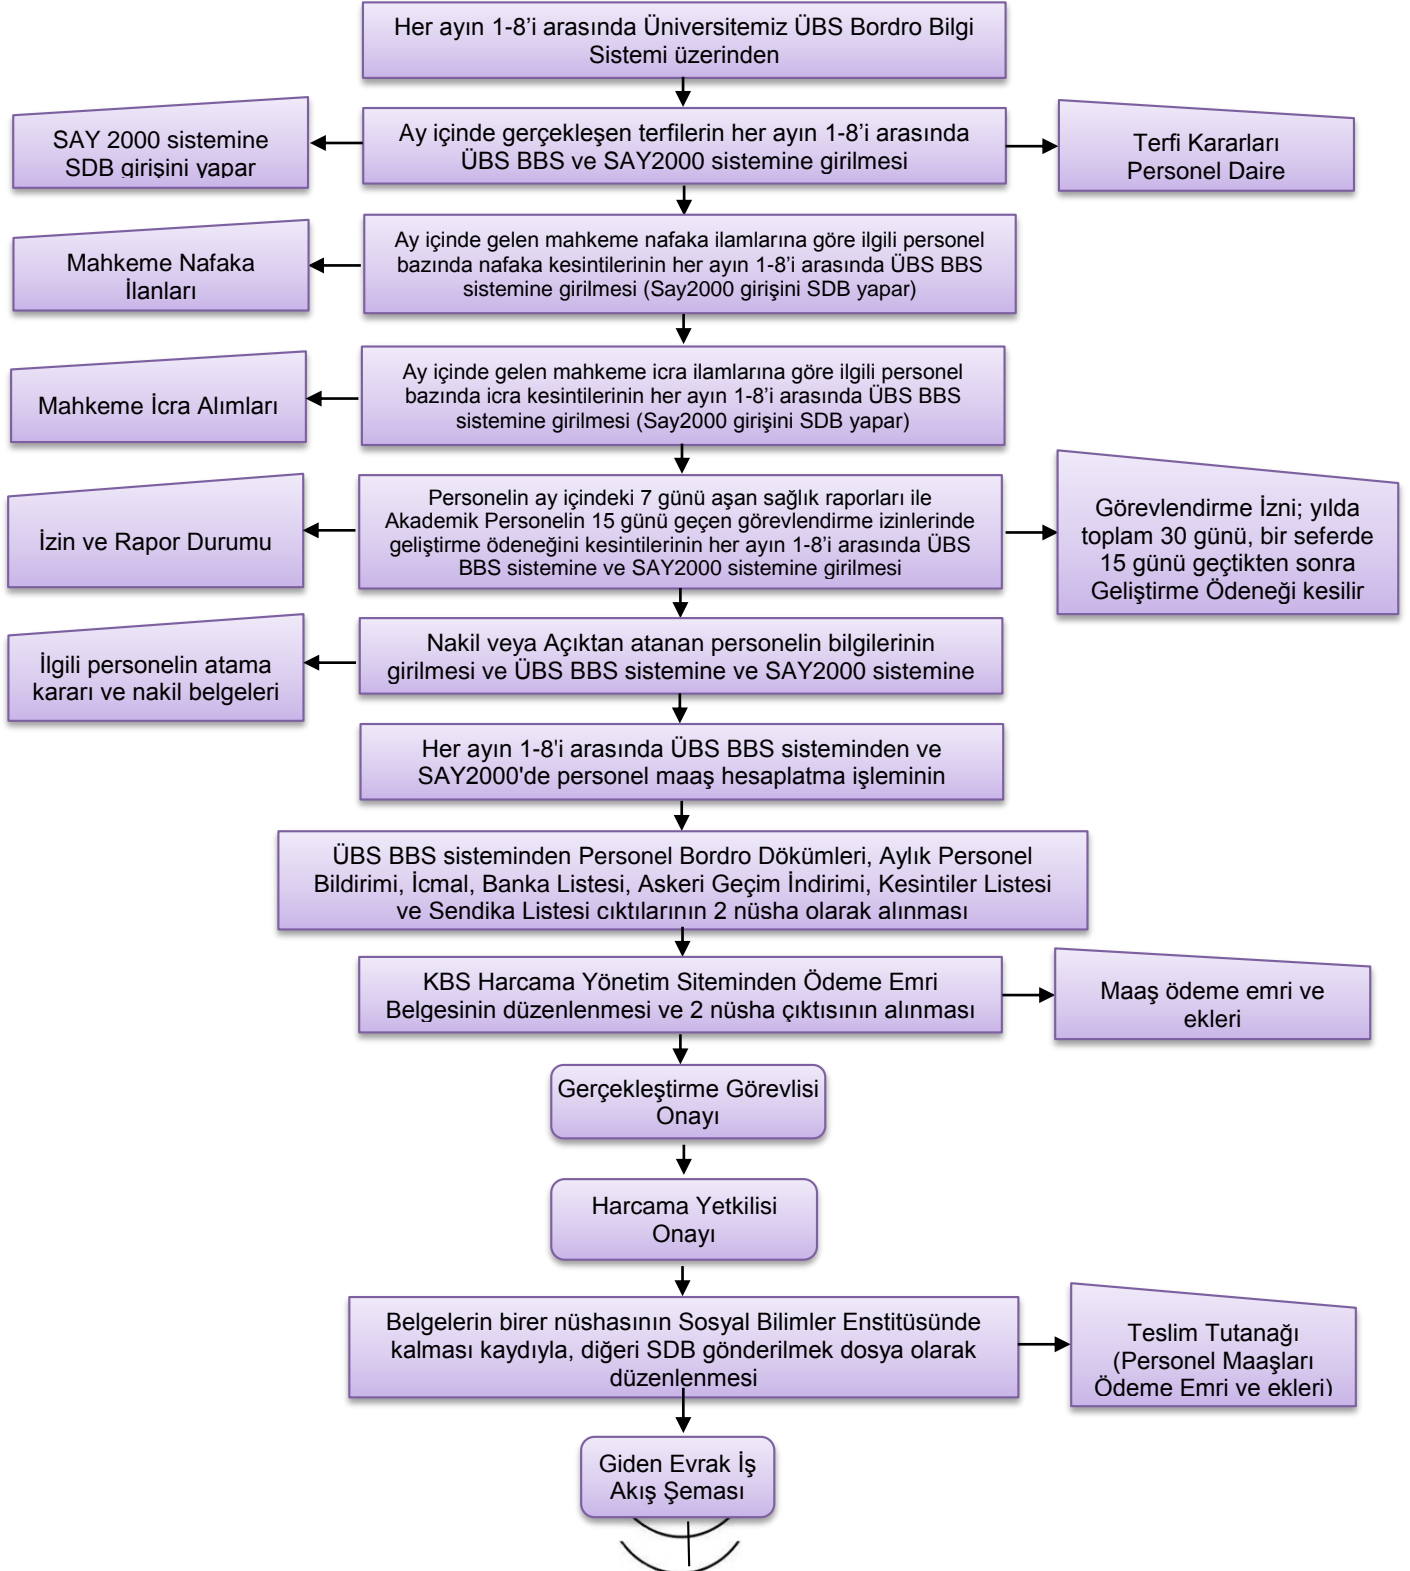 Her ayın 1-8’i arasında Üniversitemiz ÜBS Bordro Bilgi
Sistemi üzerinden
SAY 2000 sistemine
SDB girişini yapar
Ay içinde gerçekleşen terfilerin her ayın 1-8’i arasında
ÜBS BBS ve SAY2000 sistemine girilmesi
Terfi Kararları
Personel Daire
Mahkeme Nafaka
İlanları
Ay içinde gelen mahkeme nafaka ilamlarına göre ilgili personel
bazında nafaka kesintilerinin her ayın 1-8’i arasında ÜBS BBS
sistemine girilmesi (Say2000 girişini SDB yapar)
Mahkeme İcra Alımları
Ay içinde gelen mahkeme icra ilamlarına göre ilgili personel
bazında icra kesintilerinin her ayın 1-8’i arasında ÜBS BBS
sistemine girilmesi (Say2000 girişini SDB yapar)
İzin ve Rapor Durumu
Personelin ay içindeki 7 günü aşan sağlık raporları ile
Akademik Personelin 15 günü geçen görevlendirme izinlerinde
geliştirme ödeneğini kesintilerinin her ayın 1-8’i arasında ÜBS
BBS sistemine ve SAY2000 sistemine girilmesi
Görevlendirme İzni; yılda
toplam 30 günü, bir seferde
15 günü geçtikten sonra
Geliştirme Ödeneği kesilir
İlgili personelin atama
kararı ve nakil belgeleri
Nakil veya Açıktan atanan personelin bilgilerinin
girilmesi ve ÜBS BBS sistemine ve SAY2000 sistemine
Her ayın 1-8'i arasında ÜBS BBS sisteminden ve
SAY2000'de personel maaş hesaplatma işleminin
ÜBS BBS sisteminden Personel Bordro Dökümleri, Aylık Personel
Bildirimi, İcmal, Banka Listesi, Askeri Geçim İndirimi, Kesintiler Listesi
ve Sendika Listesi cıktılarının 2 nüsha olarak alınması
KBS Harcama Yönetim Siteminden Ödeme Emri
Belgesinin düzenlenmesi ve 2 nüsha çıktısının alınması
Maaş ödeme emri ve
ekleri
Gerçekleştirme Görevlisi
Onayı
Harcama Yetkilisi
Onayı
Belgelerin birer nüshasının Sosyal Bilimler Enstitüsünde
kalması kaydıyla, diğeri SDB gönderilmek dosya olarak
düzenlenmesi
Teslim Tutanağı
(Personel Maaşları
Ödeme Emri ve ekleri)
Giden Evrak İş
Akış Şeması